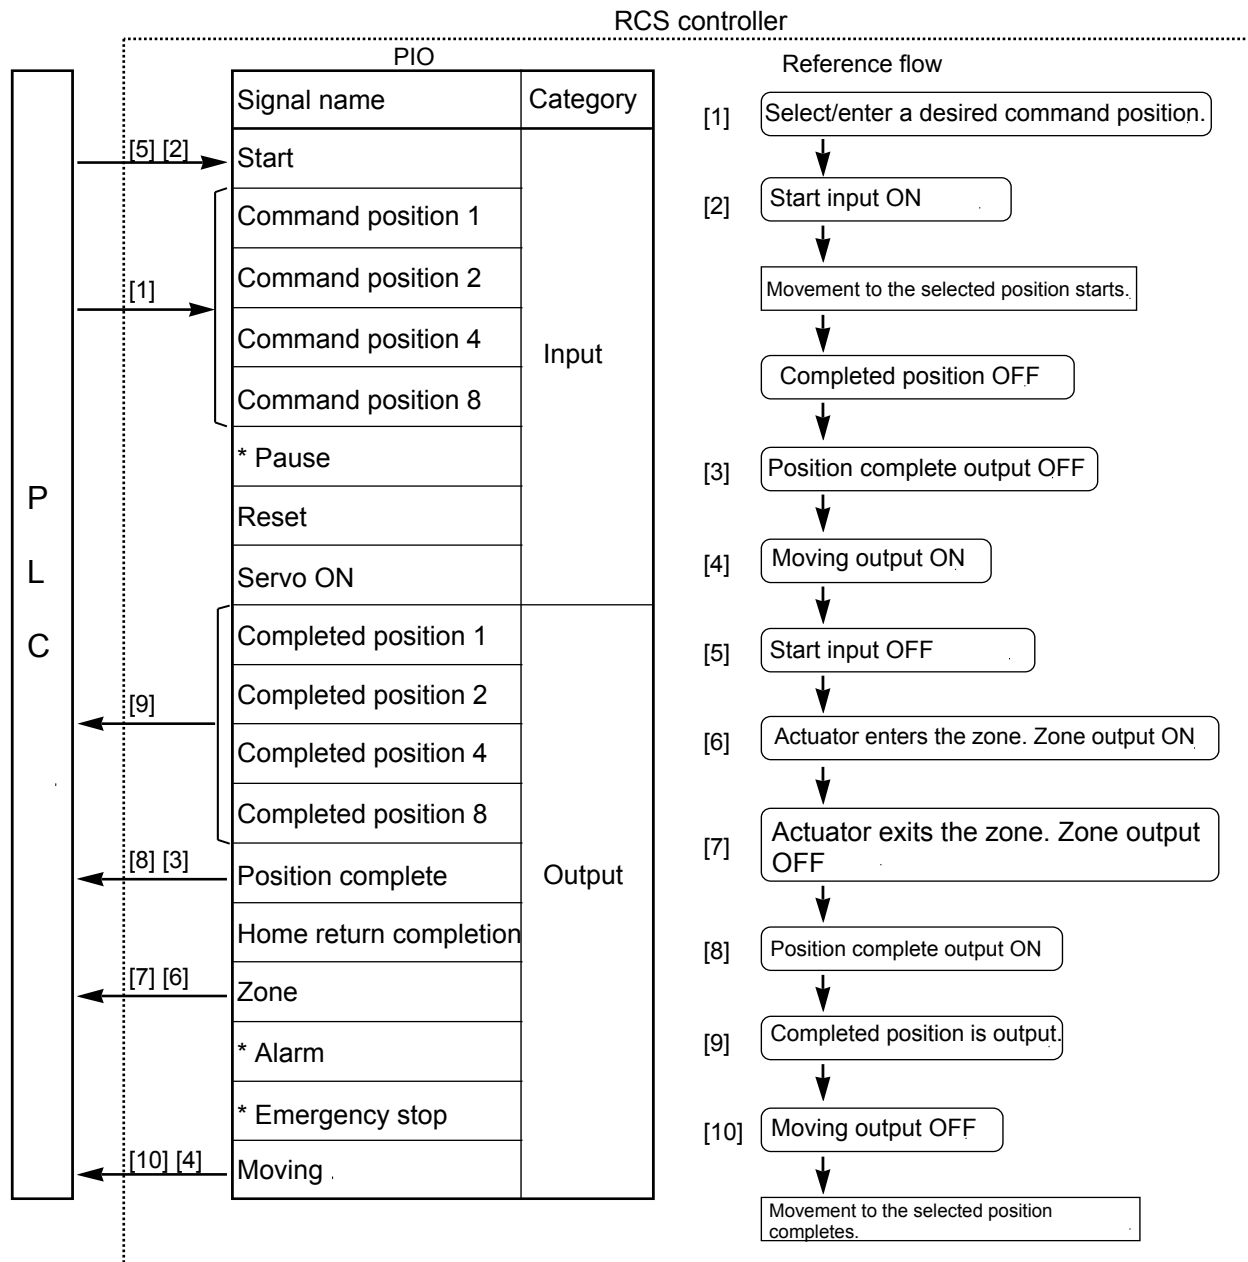 RCS controller
PIO
Signal name
Category
[5] [2]
Start
Command position 1
[1]
Command position 2
Command position 4
Command position 8
Input
* Pause
Reset
Servo ON
P
L
C
Completed position 1
[9]
Completed position 2
Completed position 4
Completed position 8
[8] [3]
Position complete
Output
Home return completion
[7] [6]
Zone
* Alarm
* Emergency stop
[10] [4]
Moving
Reference flow
[1]
Select/enter a desired command position.
[2]
Start input ON
Movement to the selected position starts.
Completed position OFF
[3]
Position complete output OFF
[4]
Moving output ON
[5]
Start input OFF
[6]
Actuator enters the zone. Zone output ON
[7]
Actuator exits the zone. Zone output
OFF
[8]
Position complete output ON
[9]
Completed position is output.
[10]
Moving output OFF
Movement to the selected position
completes.